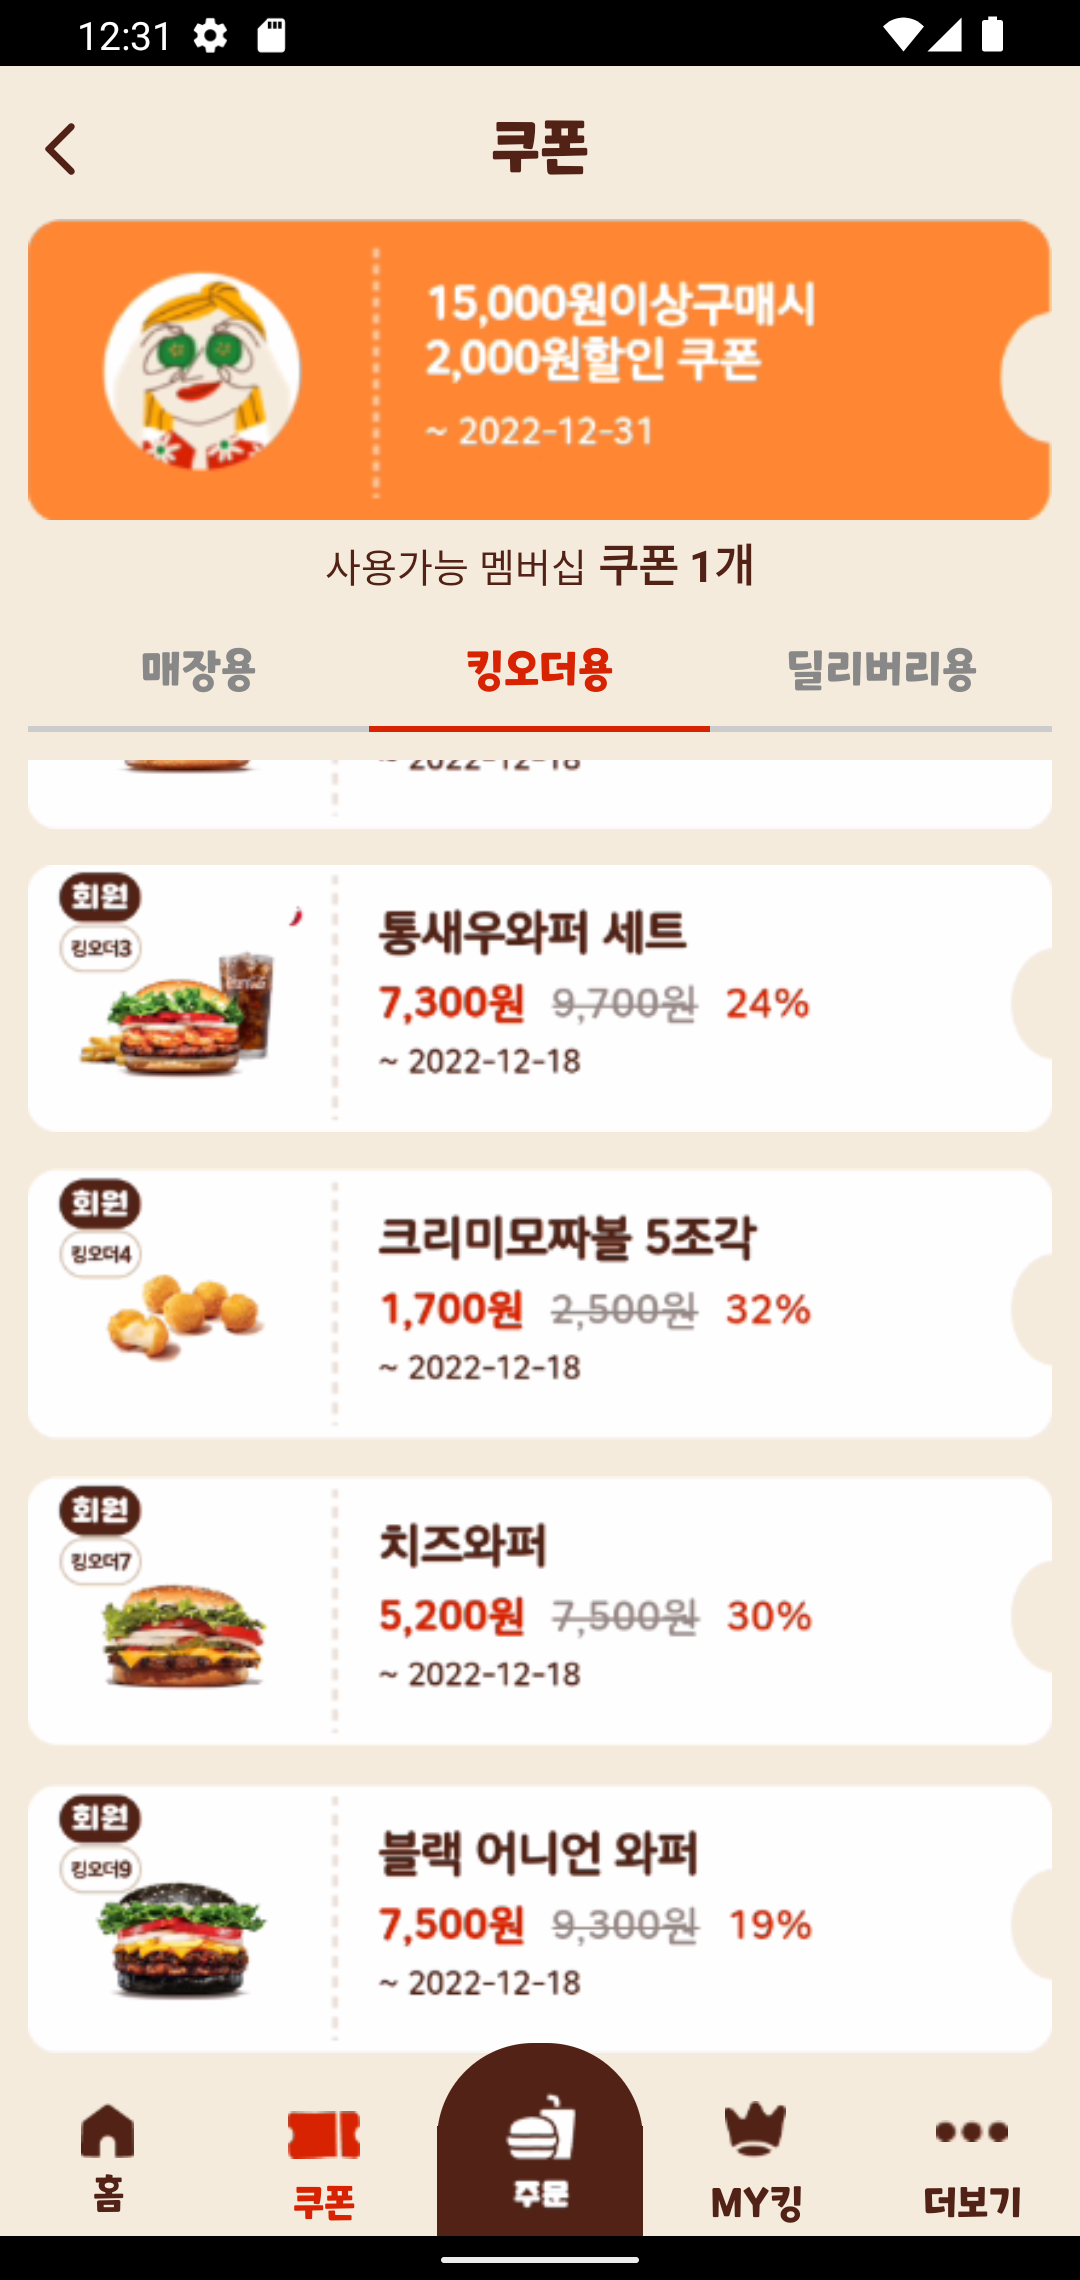 12:31
쿠폰
15,000원이상구매시
2,000원할인 쿠폰
~ 2022-12-31
사용가능 멤버십 쿠폰 1개
매장용
킹오더용
딜리버리용
~ 2022-12-18
회원
킹오더3
통새우와퍼 세트
7,300원 9,700원 24%
~ 2022-12-18
회원
킹오더4
크리미모짜볼 5조각
1,700원 2,500원 32%
~ 2022-12-18
회원
킹오더7
치즈와퍼
5,200원 7,500원 30%
~ 2022-12-18
회원
킹오더9
블랙 어니언 와퍼
7,500원 9,300원 19%
~ 2022-12-18
홈
쿠폰
주문
MY킹
더보기